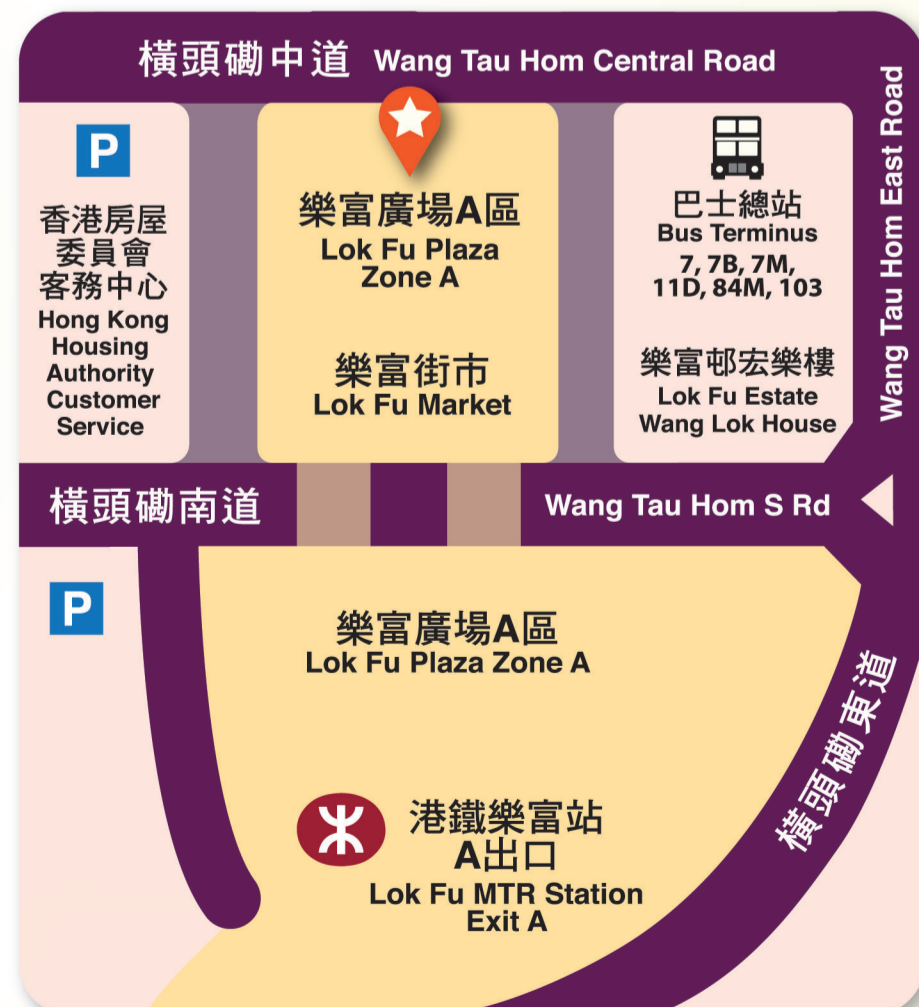 橫頭磡中道 Wang Tau Hom Central Road
Wang Tau Hom East Road
P
香港房屋
委員會
客務中心
Hong Kong
Housing
Authority
Customer
Service
樂富廣場A區
Lok Fu Plaza
Zone A
樂富街市
Lok Fu Market
巴士總站
Bus Terminus
7, 7B, 7M,
11D, 84M, 103
樂富邨宏樂樓
Lok Fu Estate
Wang Lok House
橫頭磡南道
Wang Tau Hom S Rd
P
樂富廣場A區
Lok Fu Plaza Zone A
橫頭磡東道
港鐵樂富站
A出口
Lok Fu MTR Station
Exit A